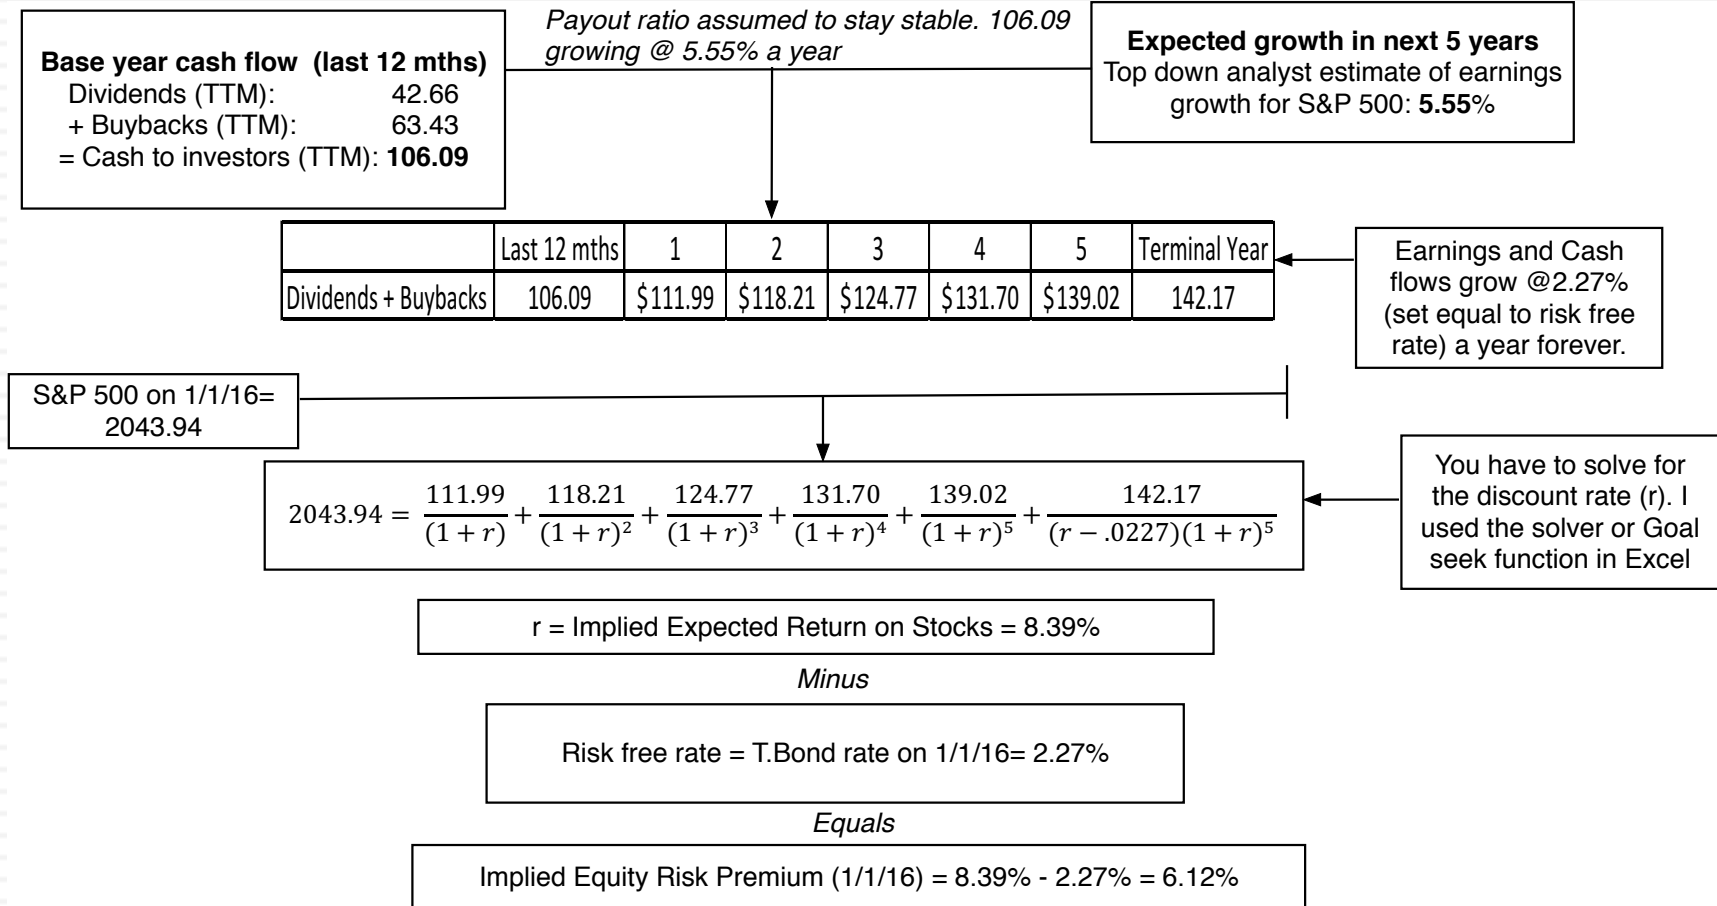 Payout ratio assumed to stay stable. 106.09
growing @ 5.55% a year
Base year cash flow (last 12 mths)
Dividends (TTM): 42.66
+ Buybacks (TTM): 63.43
= Cash to investors (TTM): 106.09
Expected growth in next 5 years
Top down analyst estimate of earnings
growth for S&P 500: 5.55%
Last 12 mths 1 2 3 4 5 Terminal Year
Dividends + Buybacks 106.09 $111.99 $118.21 $124.77 $131.70 $139.02 142.17
Earnings and Cash
flows grow @2.27%
(set equal to risk free
rate) a year forever.
S&P 500 on 1/1/16=
2043.94
2043.94 = 111.99/(1 + r) + 118.21/(1 + r)² + 124.77/(1 + r)³ + 131.70/(1 + r)⁴ + 139.02/(1 + r)⁵ + 142.17/(r − .0227)(1 + r)⁵
You have to solve for
the discount rate (r). I
used the solver or Goal
seek function in Excel
r = Implied Expected Return on Stocks = 8.39%
Minus
Risk free rate = T.Bond rate on 1/1/16= 2.27%
Equals
Implied Equity Risk Premium (1/1/16) = 8.39% - 2.27% = 6.12%